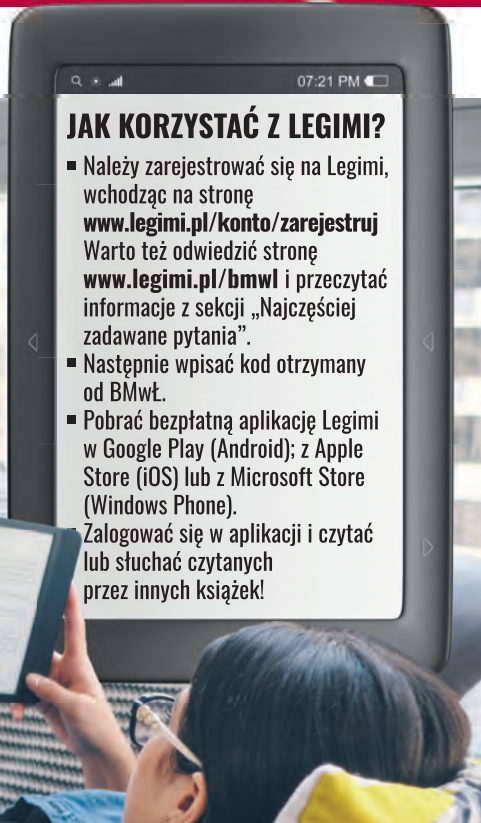 07:21 PM
JAK KORZYSTAĆ Z LEGIMI?
▪ Należy zarejestrować się na Legimi,
wchodząc na stronę
www.legimi.pl/konto/zarejestruj
Warto też odwiedzić stronę
www.legimi.pl/bmwl i przeczytać
informacje z sekcji „Najczęściej
zadawane pytania”.
▪ Następnie wpisać kod otrzymany
od BMwŁ.
▪ Pobrać bezpłatną aplikację Legimi
w Google Play (Android); z Apple
Store (iOS) lub z Microsoft Store
(Windows Phone).
Zalogować się w aplikacji i czytać
lub słuchać czytanych
przez innych książek!